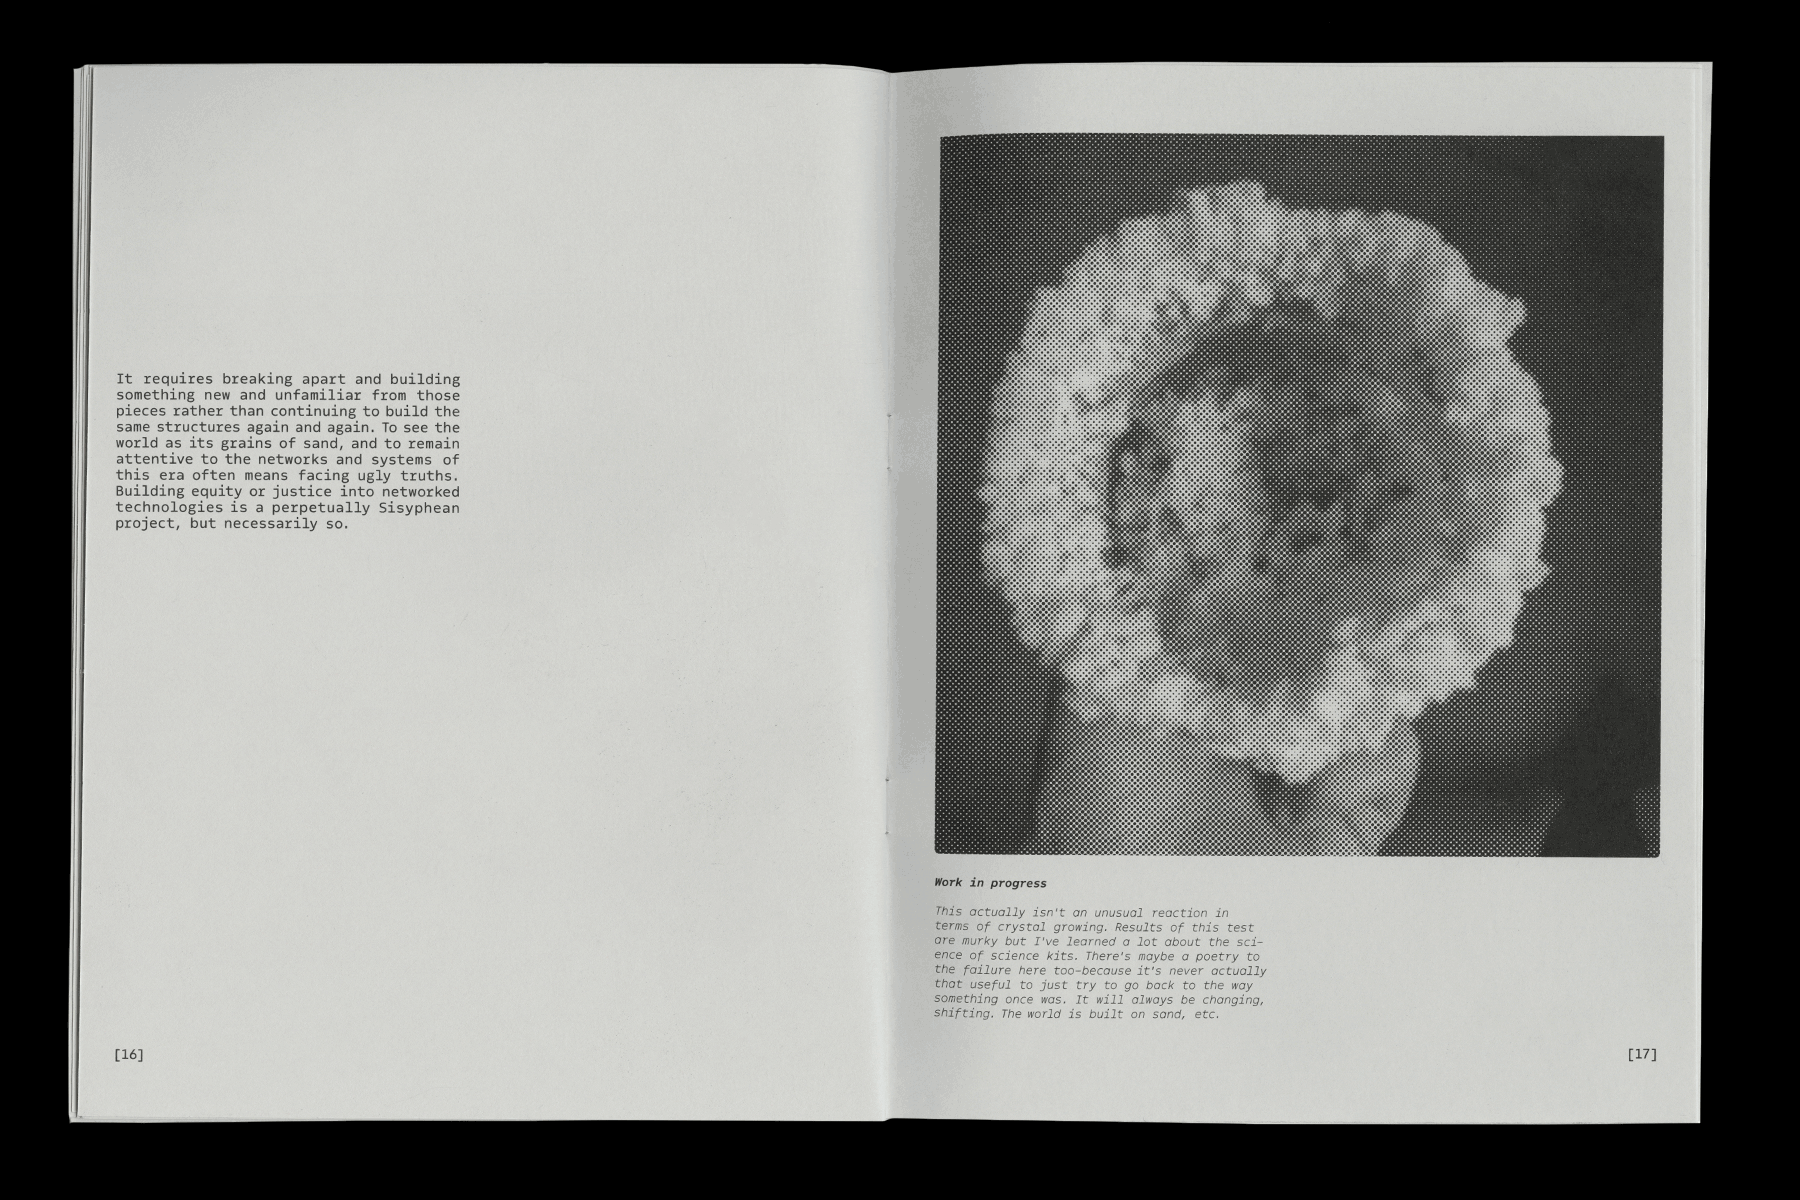 It requires breaking apart and building
something new and unfamiliar from those
pieces rather than continuing to build the
same structures again and again. To see the
world as its grains of sand, and to remain
attentive to the networks and systems of
this era often means facing ugly truths.
Building equity or justice into networked
technologies is a perpetually Sisyphean
project, but necessarily so.
[16]
Work in progress
This actually isn't an unusual reaction in
terms of crystal growing. Results of this test
are murky but I've learned a lot about the sci-
ence of science kits. There's maybe a poetry to
the failure here too-because it's never actually
that useful to just try to go back to the way
something once was. It will always be changing,
shifting. The world is built on sand, etc.
[17]